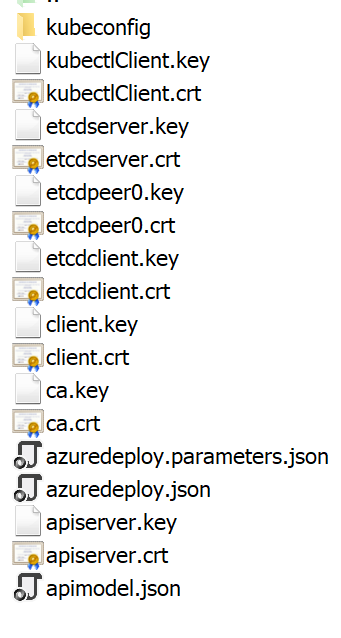 ..
kubeconfig
kubectlClient.key
kubectlClient.crt
etcdserver.key
etcdserver.crt
etcdpeer0.key
etcdpeer0.crt
etcdclient.key
etcdclient.crt
client.key
client.crt
ca.key
ca.crt
azuredeploy.parameters.json
azuredeploy.json
apiserver.key
apiserver.crt
apimodel.json